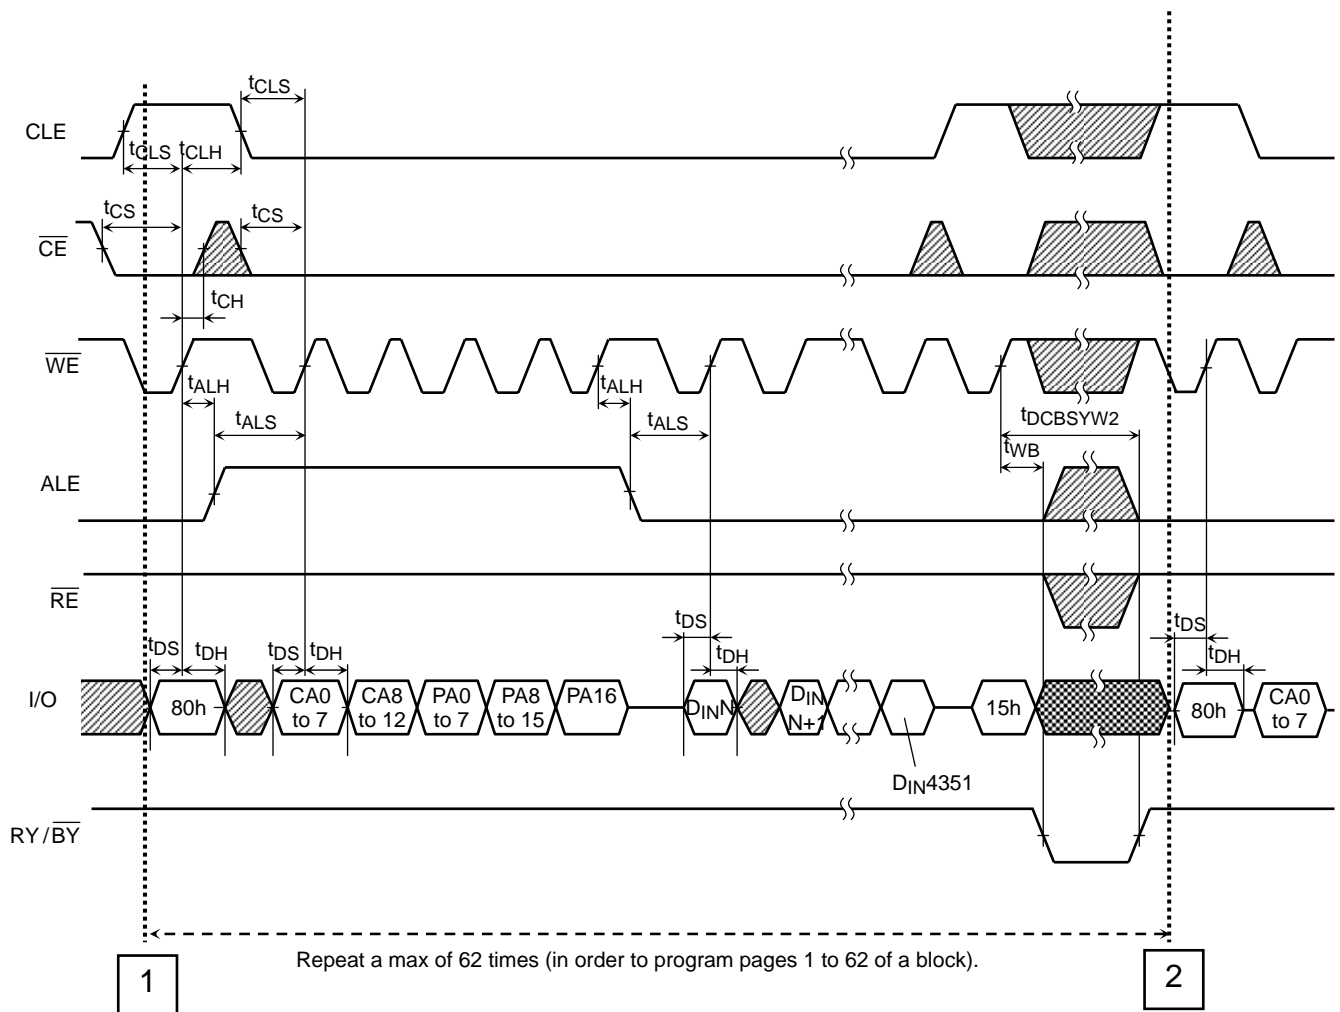 tCLS
CLE
tCLS tCLH
tCS tCS
CE
tCH
WE
tALH tALH
tALS tALS tDCBSYW2
tWB
ALE
RE
tDS tDH tDS tDH tDS tDH tDS tDH
I/O
80h
CA0 to 7
CA8 to 12
PA0 to 7
PA8 to 15
PA16
DINN
DIN N+1
15h
80h
CA0 to 7
DIN4351
RY/BY
Repeat a max of 62 times (in order to program pages 1 to 62 of a block).
1
2